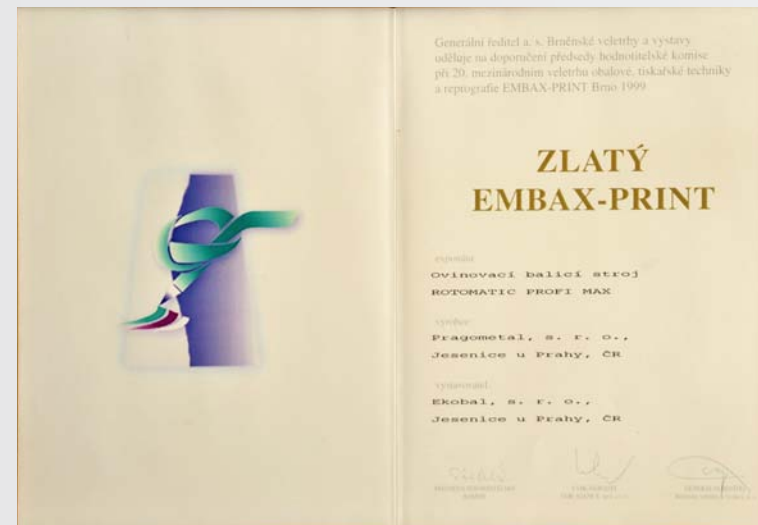 Generální ředitel a. s. Brněnské veletrhy a výstavy
uděluje na doporučení předsedy hodnotitelské komise
při 20. mezinárodním veletrhu obalové, tiskařské techniky
a reprografie EMBAX-PRINT Brno 1999
ZLATÝ
EMBAX-PRINT
exponátu
Ovinovací balicí stroj
ROTOMATIC PROFI MAX
výrobce
Pragometal, s. r. o.,
Jesenice u Prahy, ČR
vystavovatel
Ekobal, s. r. o.,
Jesenice u Prahy, ČR